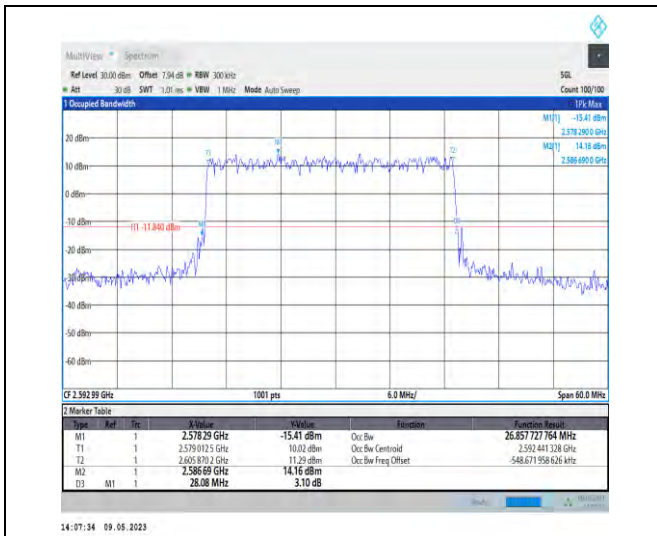 MultiView Spectrum
Ref Level 30.00 dBm Offset 7.94 dB RBW 300 kHz SGL
Att 30 dB SWT 1.01 ms VBW 1 MHz Mode Auto Sweep Count 100/100
1 Occupied Bandwidth 1Pk Max
M1[1] -15.41 dBm
2.578 290 0 GHz
20 dBm M2[1] 14.16 dBm
2.586 690 0 GHz
T1 T2
10 dBm
0 dBm
-10 dBm
H1 -11.840 dBm
-20 dBm
-30 dBm
-40 dBm
-50 dBm
-60 dBm
CF 2.592 99 GHz 1001 pts 6.0 MHz/ Span 60.0 MHz
2 Marker Table
Type Ref Trc X-Value Y-Value Function Function Result
M1 1 2.578 29 GHz -15.41 dBm Occ Bw 26.857 727 764 MHz
T1 1 2.579 012 5 GHz 10.02 dBm Occ Bw Centroid 2.592 441 328 GHz
T2 1 2.605 870 2 GHz 11.29 dBm Occ Bw Freq Offset -548.671 958 626 kHz
M2 1 2.586 69 GHz 14.16 dBm
D3 M1 1 28.08 MHz 3.10 dB
14:07:34 09.05.2023